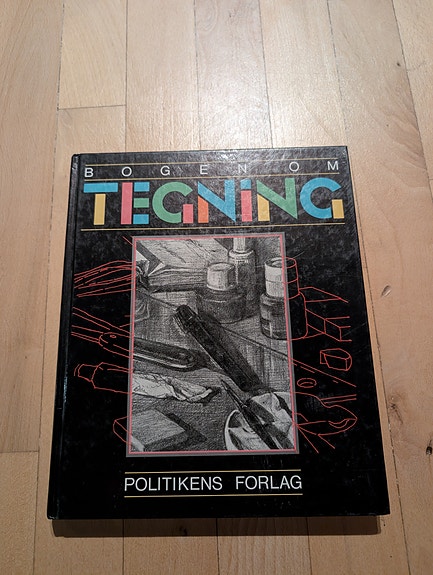 BOGEN OM
TEGNING
POLITIKENS FORLAG